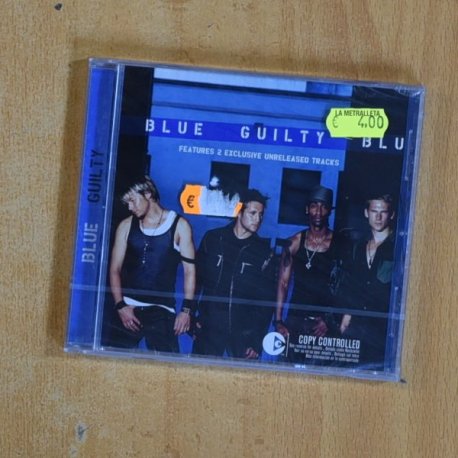 BLUE GUILTY
LA METRALLETA
€ 4,00
BLUE GUILTY BLU
FEATURES 2 EXCLUSIVE UNRELEASED TRACKS
€
COPY CONTROLLED